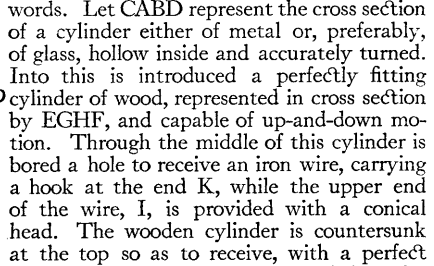 words. Let CABD represent the cross section
of a cylinder either of metal or, preferably,
of glass, hollow inside and accurately turned.
Into this is introduced a perfectly fitting
cylinder of wood, represented in cross section
by EGHF, and capable of up-and-down mo-
tion. Through the middle of this cylinder is
bored a hole to receive an iron wire, carrying
a hook at the end K, while the upper end
of the wire, I, is provided with a conical
head. The wooden cylinder is countersunk
at the top so as to receive, with a perfect